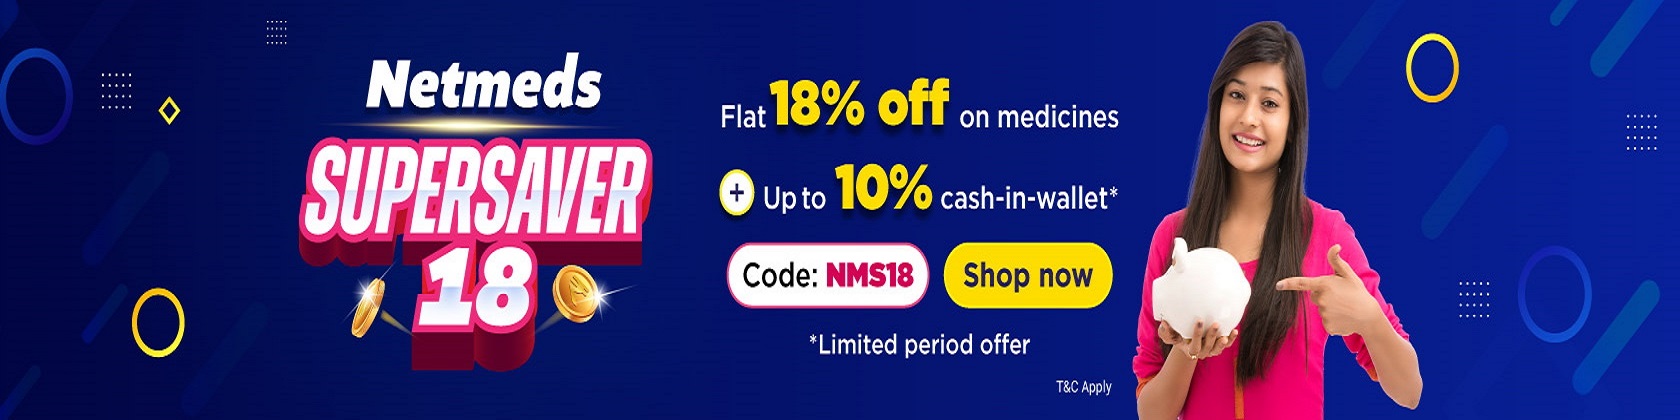 Netmeds
SUPERSAVER
18
Flat 18% off on medicines
+ Up to 10% cash-in-wallet*
Code: NMS18
Shop now
*Limited period offer
T&C Apply